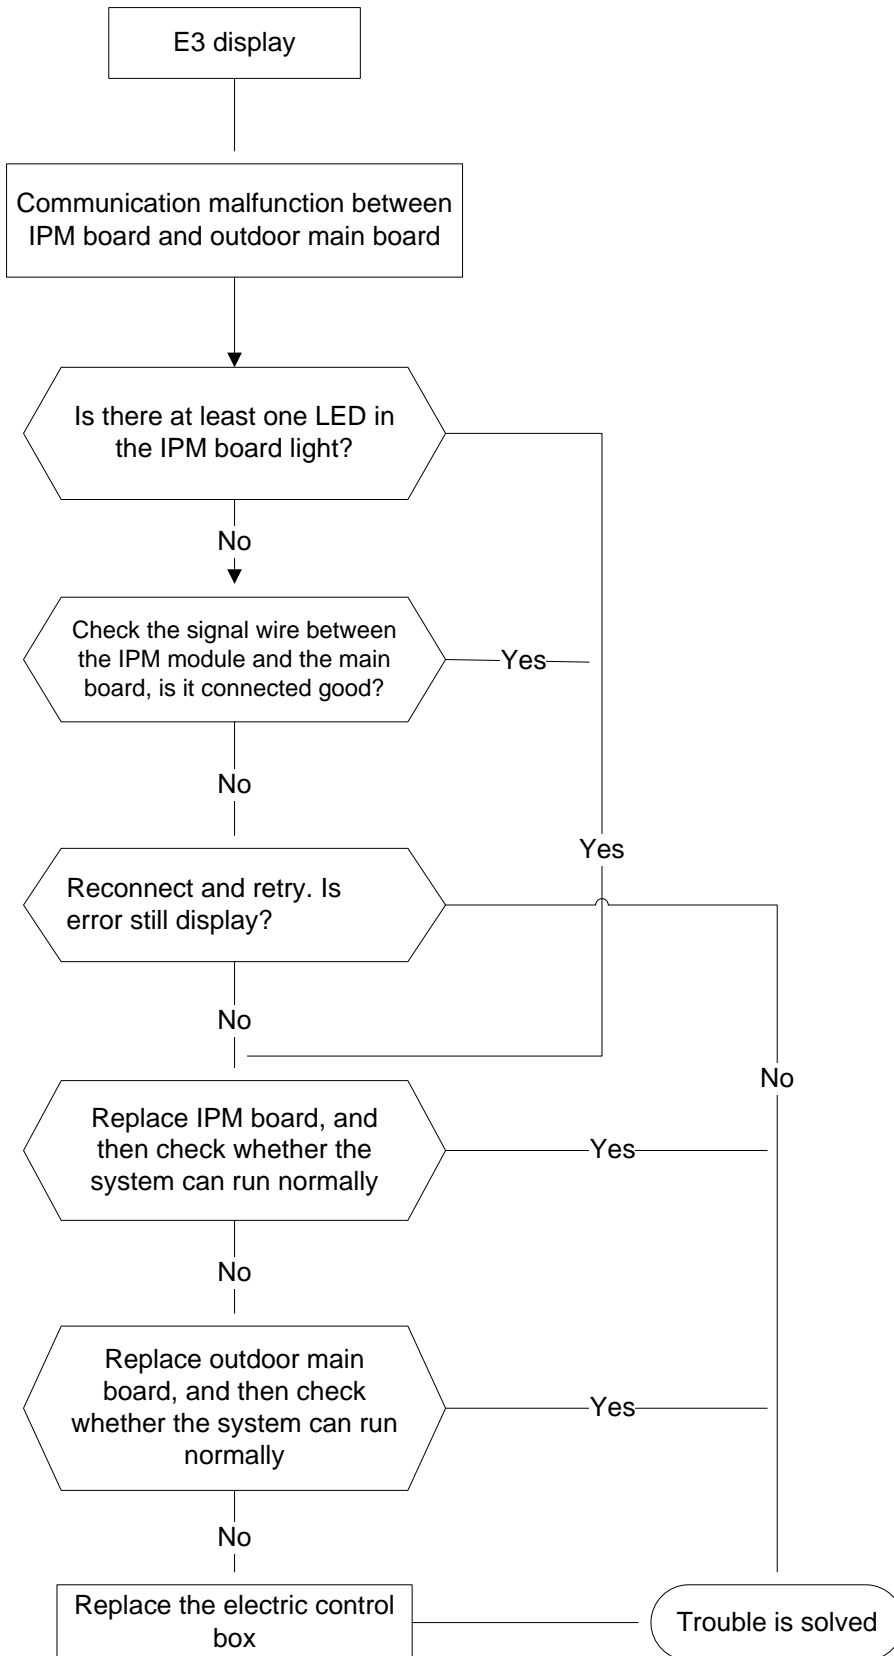 E3 display
Communication malfunction between
IPM board and outdoor main board
Is there at least one LED in
the IPM board light?
No
Check the signal wire between
the IPM module and the main
board, is it connected good?
Yes
No
Yes
Reconnect and retry. Is
error still display?
No
No
Replace IPM board, and
then check whether the
system can run normally
Yes
No
Replace outdoor main
board, and then check
whether the system can run
normally
Yes
No
Replace the electric control
box
Trouble is solved